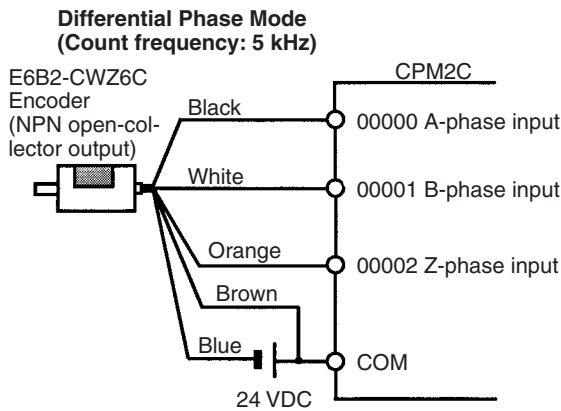 Differential Phase Mode
(Count frequency: 5 kHz)
E6B2-CWZ6C
Encoder
(NPN open-col-
lector output)
CPM2C
Black
00000 A-phase input
White
00001 B-phase input
Orange
00002 Z-phase input
Brown
Blue
COM
24 VDC